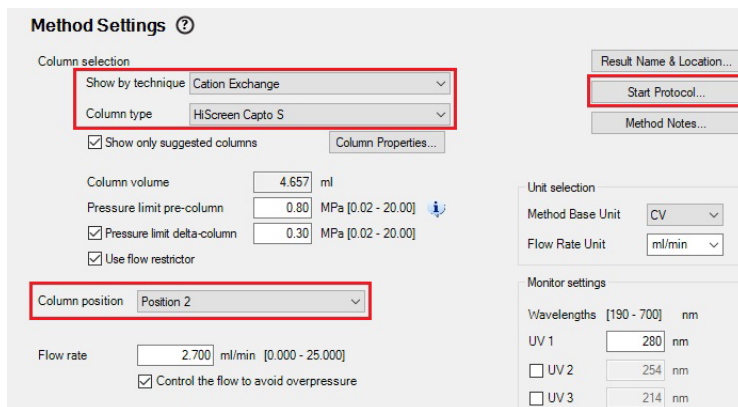 Method Settings ?
Column selection
Show by technique Cation Exchange
Column type HiScreen Capto S
Show only suggested columns Column Properties...
Column volume 4.657 ml
Pressure limit pre-column 0.80 MPa [0.02 - 20.00]
Pressure limit delta-column 0.30 MPa [0.02 - 20.00]
Use flow restrictor
Column position Position 2
Flow rate 2.700 ml/min [0.000 - 25.000]
Control the flow to avoid overpressure
Result Name & Location...
Start Protocol...
Method Notes...
Unit selection
Method Base Unit CV
Flow Rate Unit ml/min
Monitor settings
Wavelengths [190 - 700] nm
UV 1 280 nm
UV 2 254 nm
UV 3 214 nm